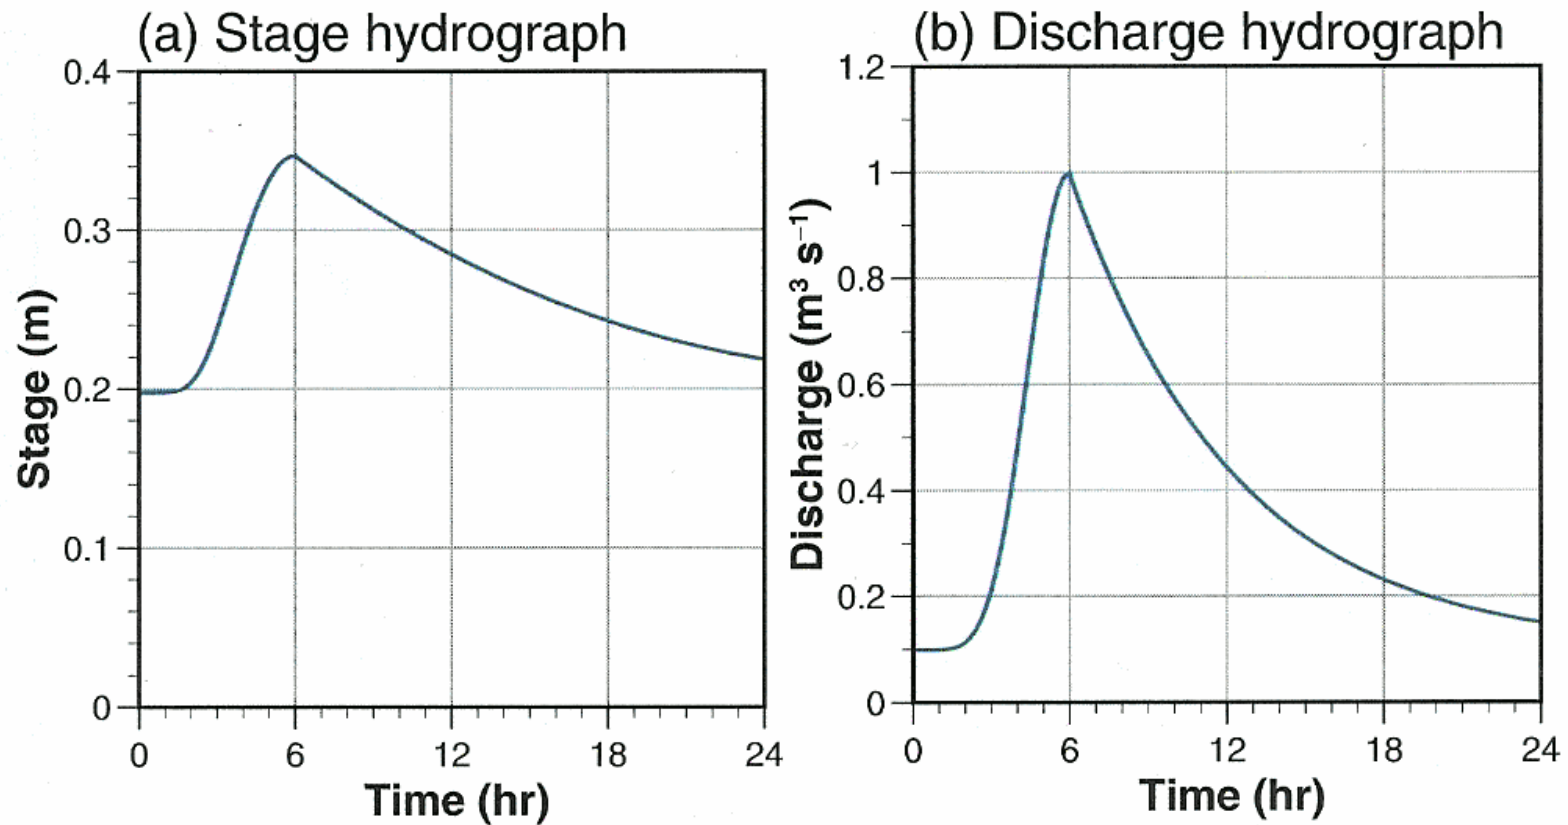 (a) Stage hydrograph
0.4
0.3
0.2
0.1
0
Stage (m)
0 6 12 18 24
Time (hr)
(b) Discharge hydrograph
1.2
1
0.8
0.6
0.4
0.2
0
Discharge (m³ s⁻¹)
0 6 12 18 24
Time (hr)